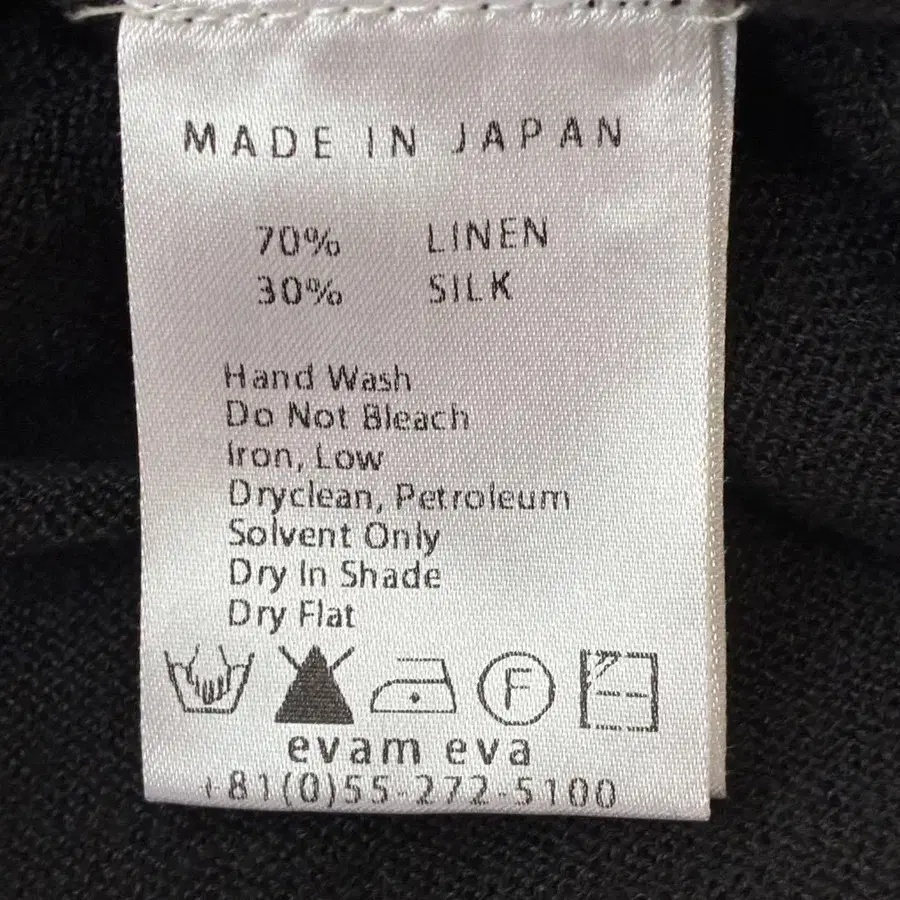 MADE IN JAPAN
70% LINEN
30% SILK
Hand Wash
Do Not Bleach
Iron, Low
Dryclean, Petroleum
Solvent Only
Dry In Shade
Dry Flat
F
evam eva
+81(0)55-272-5100